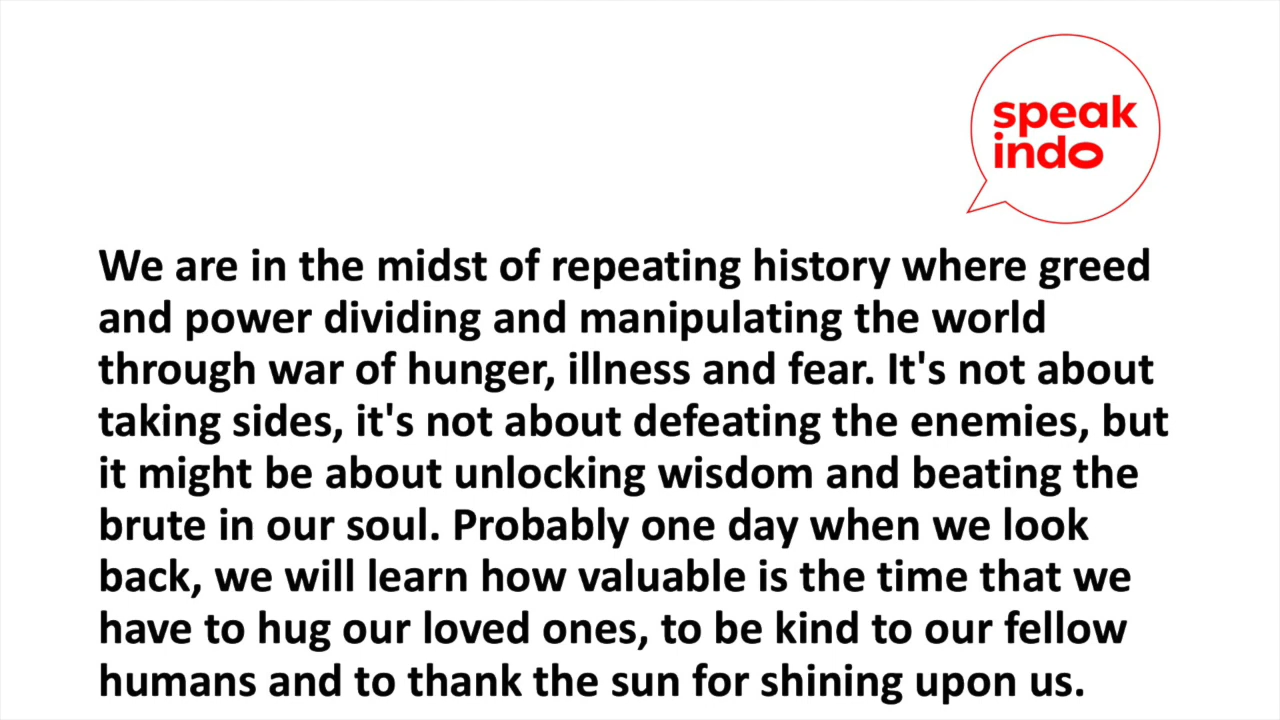 speak
indo
We are in the midst of repeating history where greed
and power dividing and manipulating the world
through war of hunger, illness and fear. It's not about
taking sides, it's not about defeating the enemies, but
it might be about unlocking wisdom and beating the
brute in our soul. Probably one day when we look
back, we will learn how valuable is the time that we
have to hug our loved ones, to be kind to our fellow
humans and to thank the sun for shining upon us.